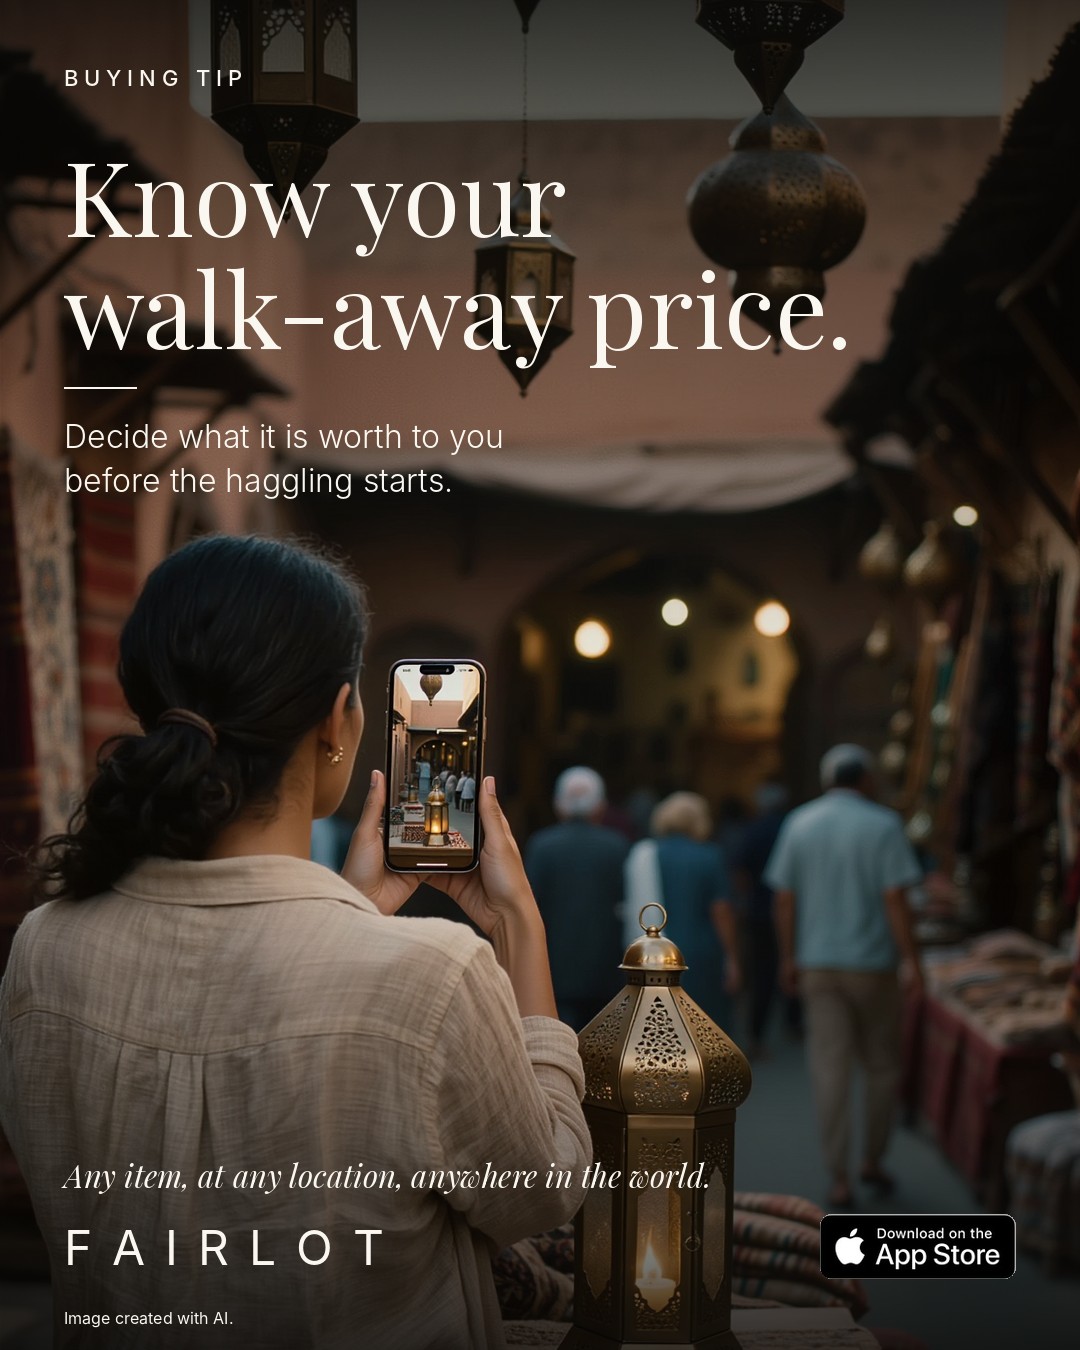 BUYING TIP
Know your
walk-away price.
Decide what it is worth to you
before the haggling starts.
Any item, at any location, anywhere in the world.
FAIRLOT
Download on the
App Store
Image created with AI.